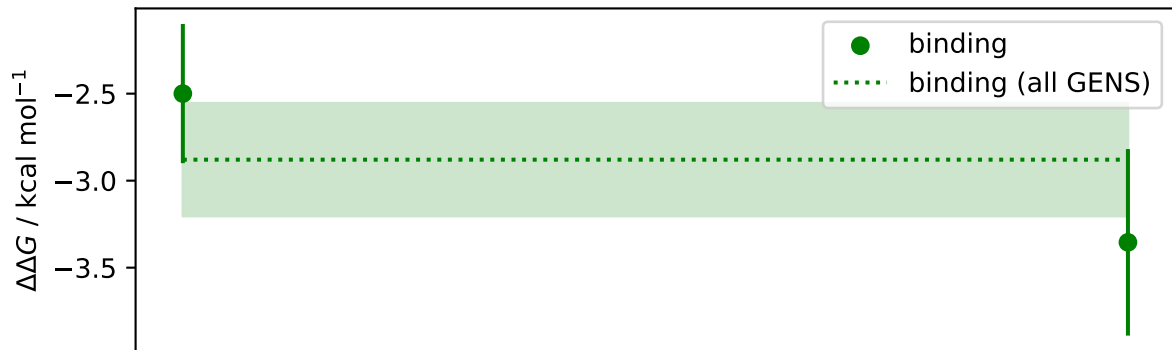 binding
binding (all GENS)
−2.5
−3.0
−3.5
ΔΔG / kcal mol⁻¹